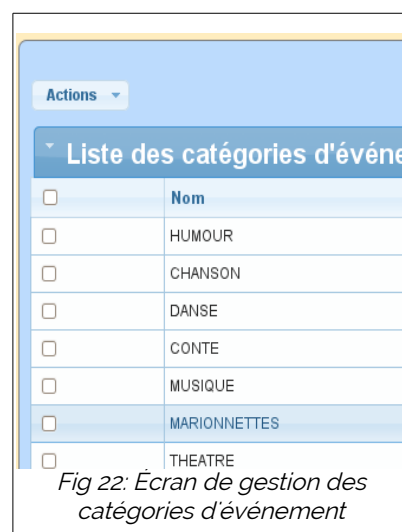 Actions
Liste des catégories d'événe
Nom
HUMOUR
CHANSON
DANSE
CONTE
MUSIQUE
MARIONNETTES
THEATRE
Fig 22: Écran de gestion des
catégories d'événement